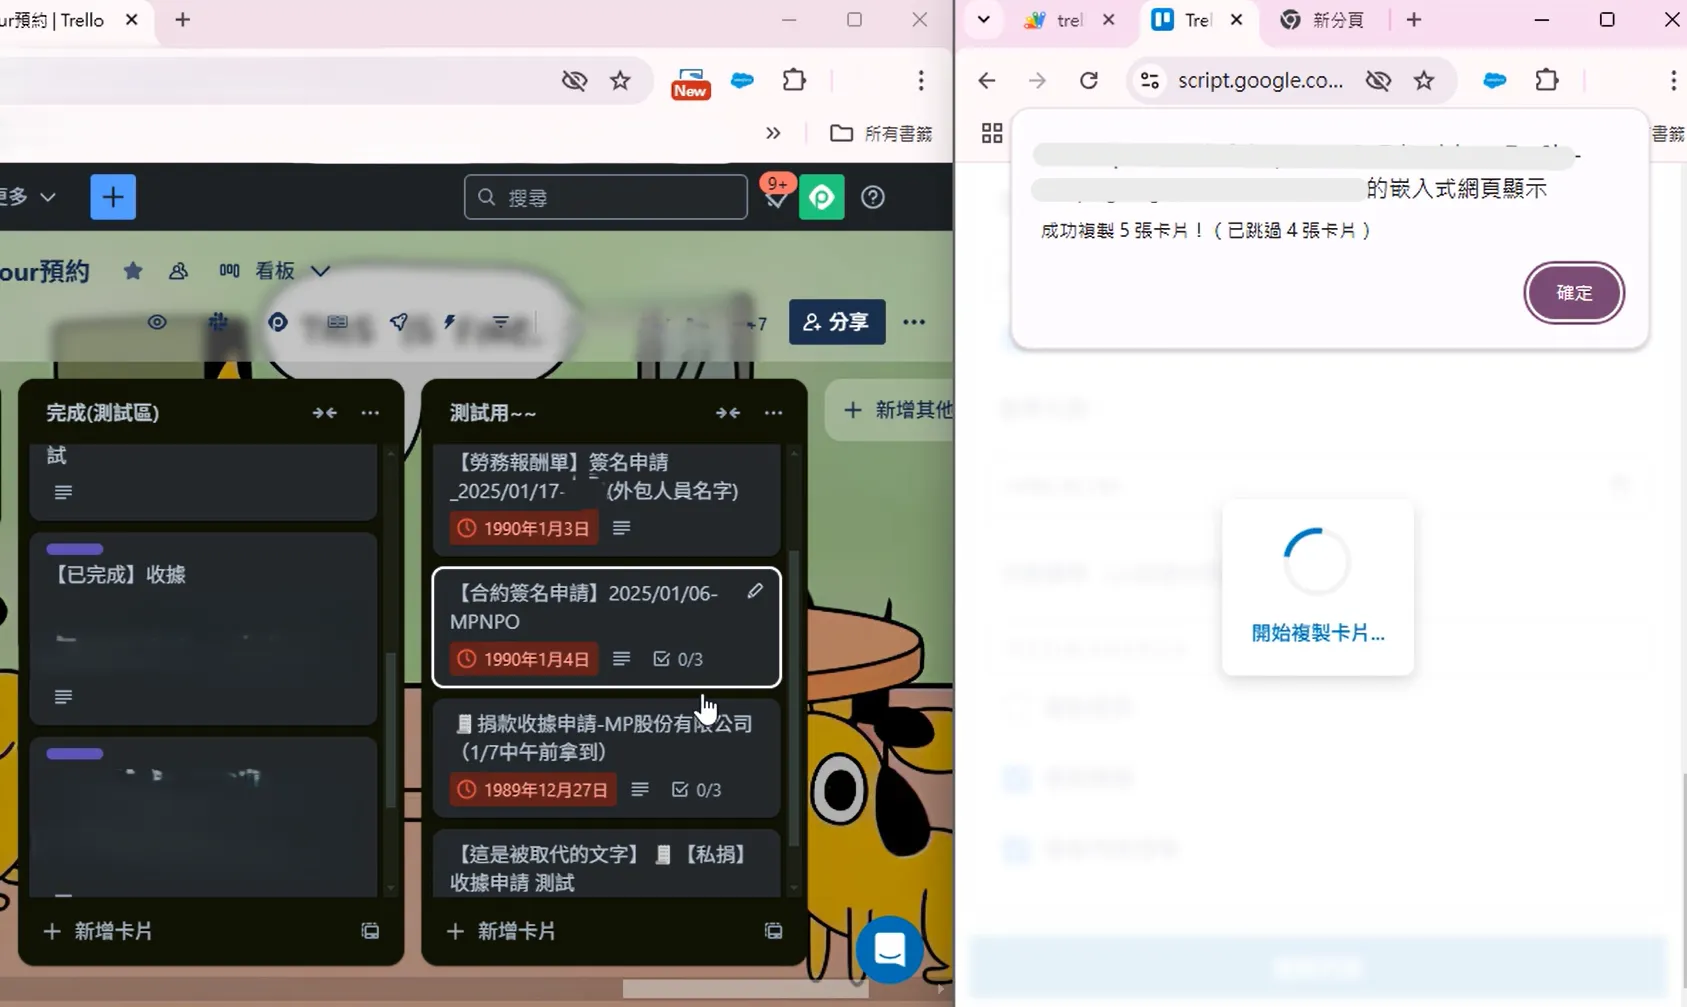 our預約 | Trello
New
所有書籤
更多
搜尋
9+
our預約
看板
THIS IS FINE.
+7
分享
完成(測試區)
試
【已完成】收據
新增卡片
測試用~~
【勞務報酬單】簽名申請
_2025/01/17-
(外包人員名字)
1990年1月3日
【合約簽名申請】2025/01/06-
MPNPO
1990年1月4日
0/3
捐款收據申請-MP股份有限公司
（1/7中午前拿到）
1989年12月27日
0/3
【這是被取代的文字】
【私捐】
收據申請 測試
新增卡片
新增其他
trel
Trel
新分頁
script.google.co...
書籤
的嵌入式網頁顯示
成功複製 5 張卡片！（已跳過 4 張卡片）
確定
開始複製卡片...